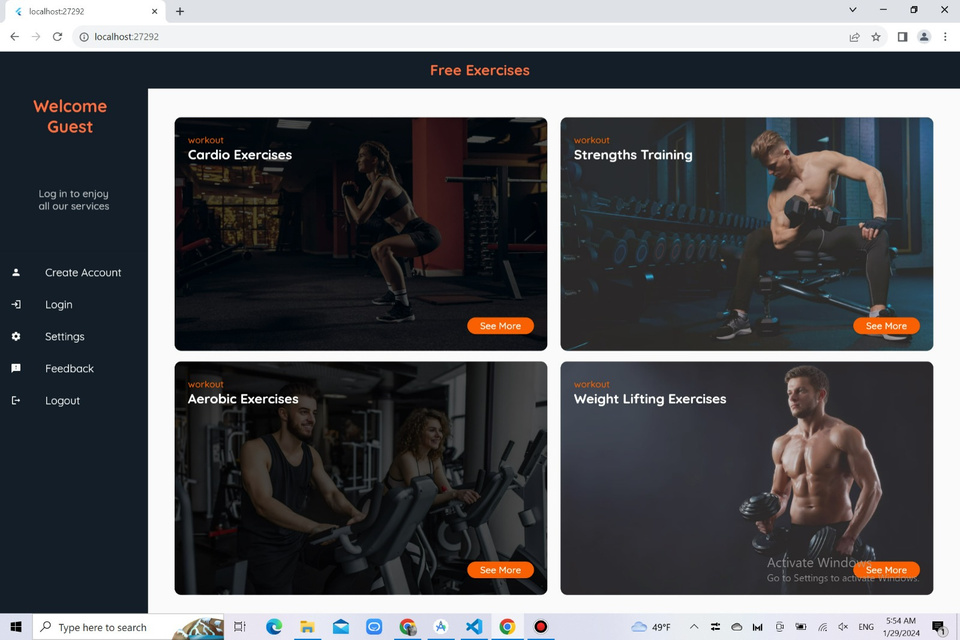 localhost:27292
localhost:27292
Free Exercises
Welcome
Guest
Log in to enjoy
all our services
Create Account
Login
Settings
Feedback
Logout
workout
Cardio Exercises
See More
workout
Strengths Training
See More
workout
Aerobic Exercises
See More
workout
Weight Lifting Exercises
See More
Activate Windows
Go to Settings to activate Windows.
Type here to search
49°F
ENG
5:54 AM
1/29/2024
1